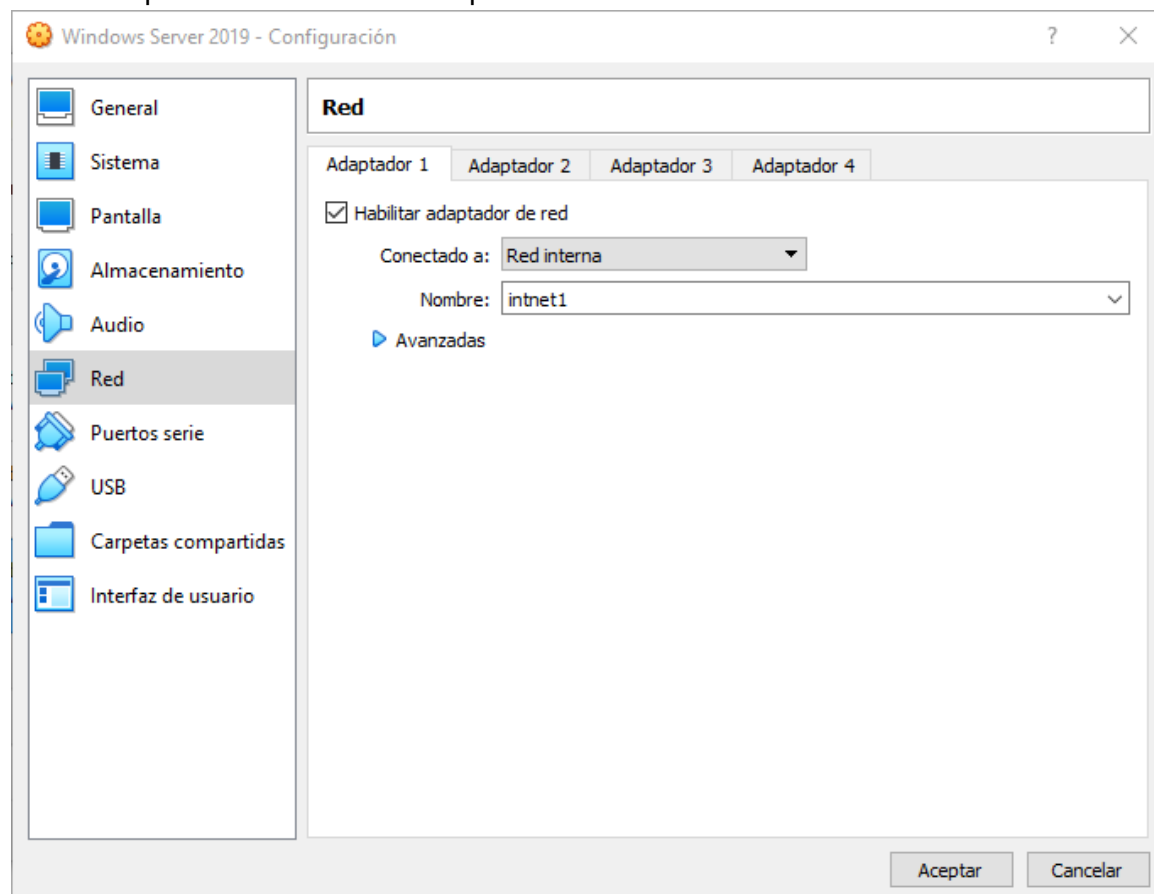 Windows Server 2019 - Configuración
?
General
Sistema
Pantalla
Almacenamiento
Audio
Red
Puertos serie
USB
Carpetas compartidas
Interfaz de usuario
Red
Adaptador 1 Adaptador 2 Adaptador 3 Adaptador 4
Habilitar adaptador de red
Conectado a: Red interna
Nombre: intnet1
Avanzadas
Aceptar Cancelar